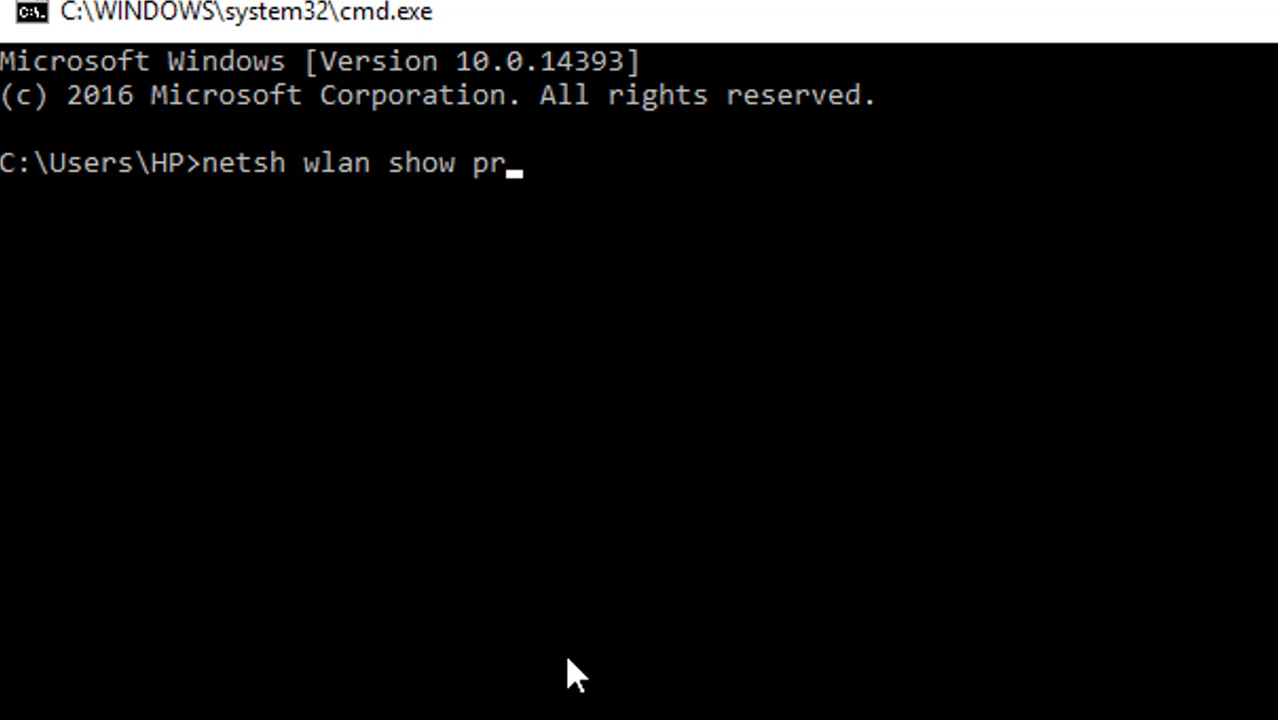 C:\WINDOWS\system32\cmd.exe
Microsoft Windows [Version 10.0.14393]
(c) 2016 Microsoft Corporation. All rights reserved.
C:\Users\HP>netsh wlan show pr